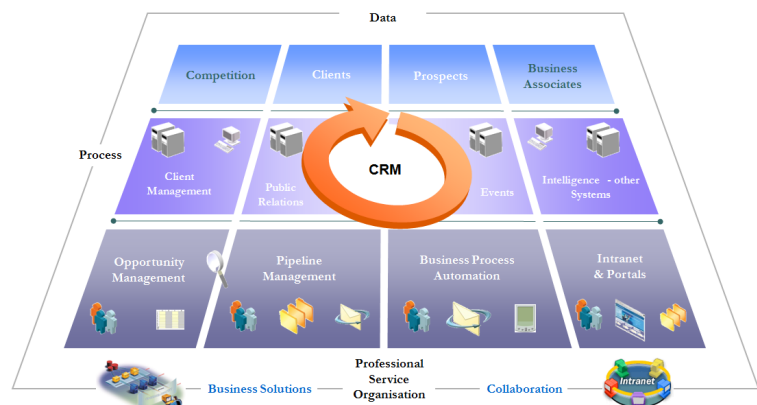 Data
Competition
Clients
Prospects
Business
Associates
Process
CRM
Client
Management
Public
Relations
Events
Intelligence - other
Systems
Opportunity
Management
Pipeline
Management
Business Process
Automation
Intranet
& Portals
Business Solutions
Professional
Service
Organisation
Collaboration
Intranet